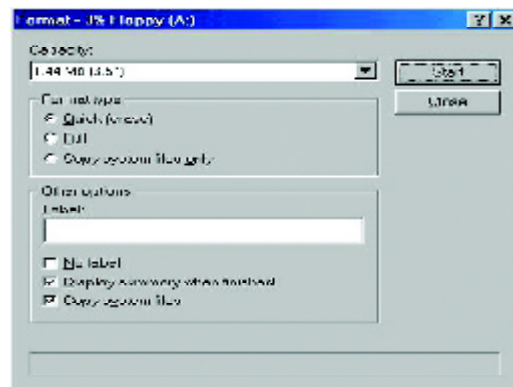 Format - 3½ Floppy (A:)
Capacity:
1.44 Mb (3.5")
Start
Close
Format type
Quick (erase)
Full
Copy system files only
Other options
Label:
No label
Display summary when finished
Copy system files